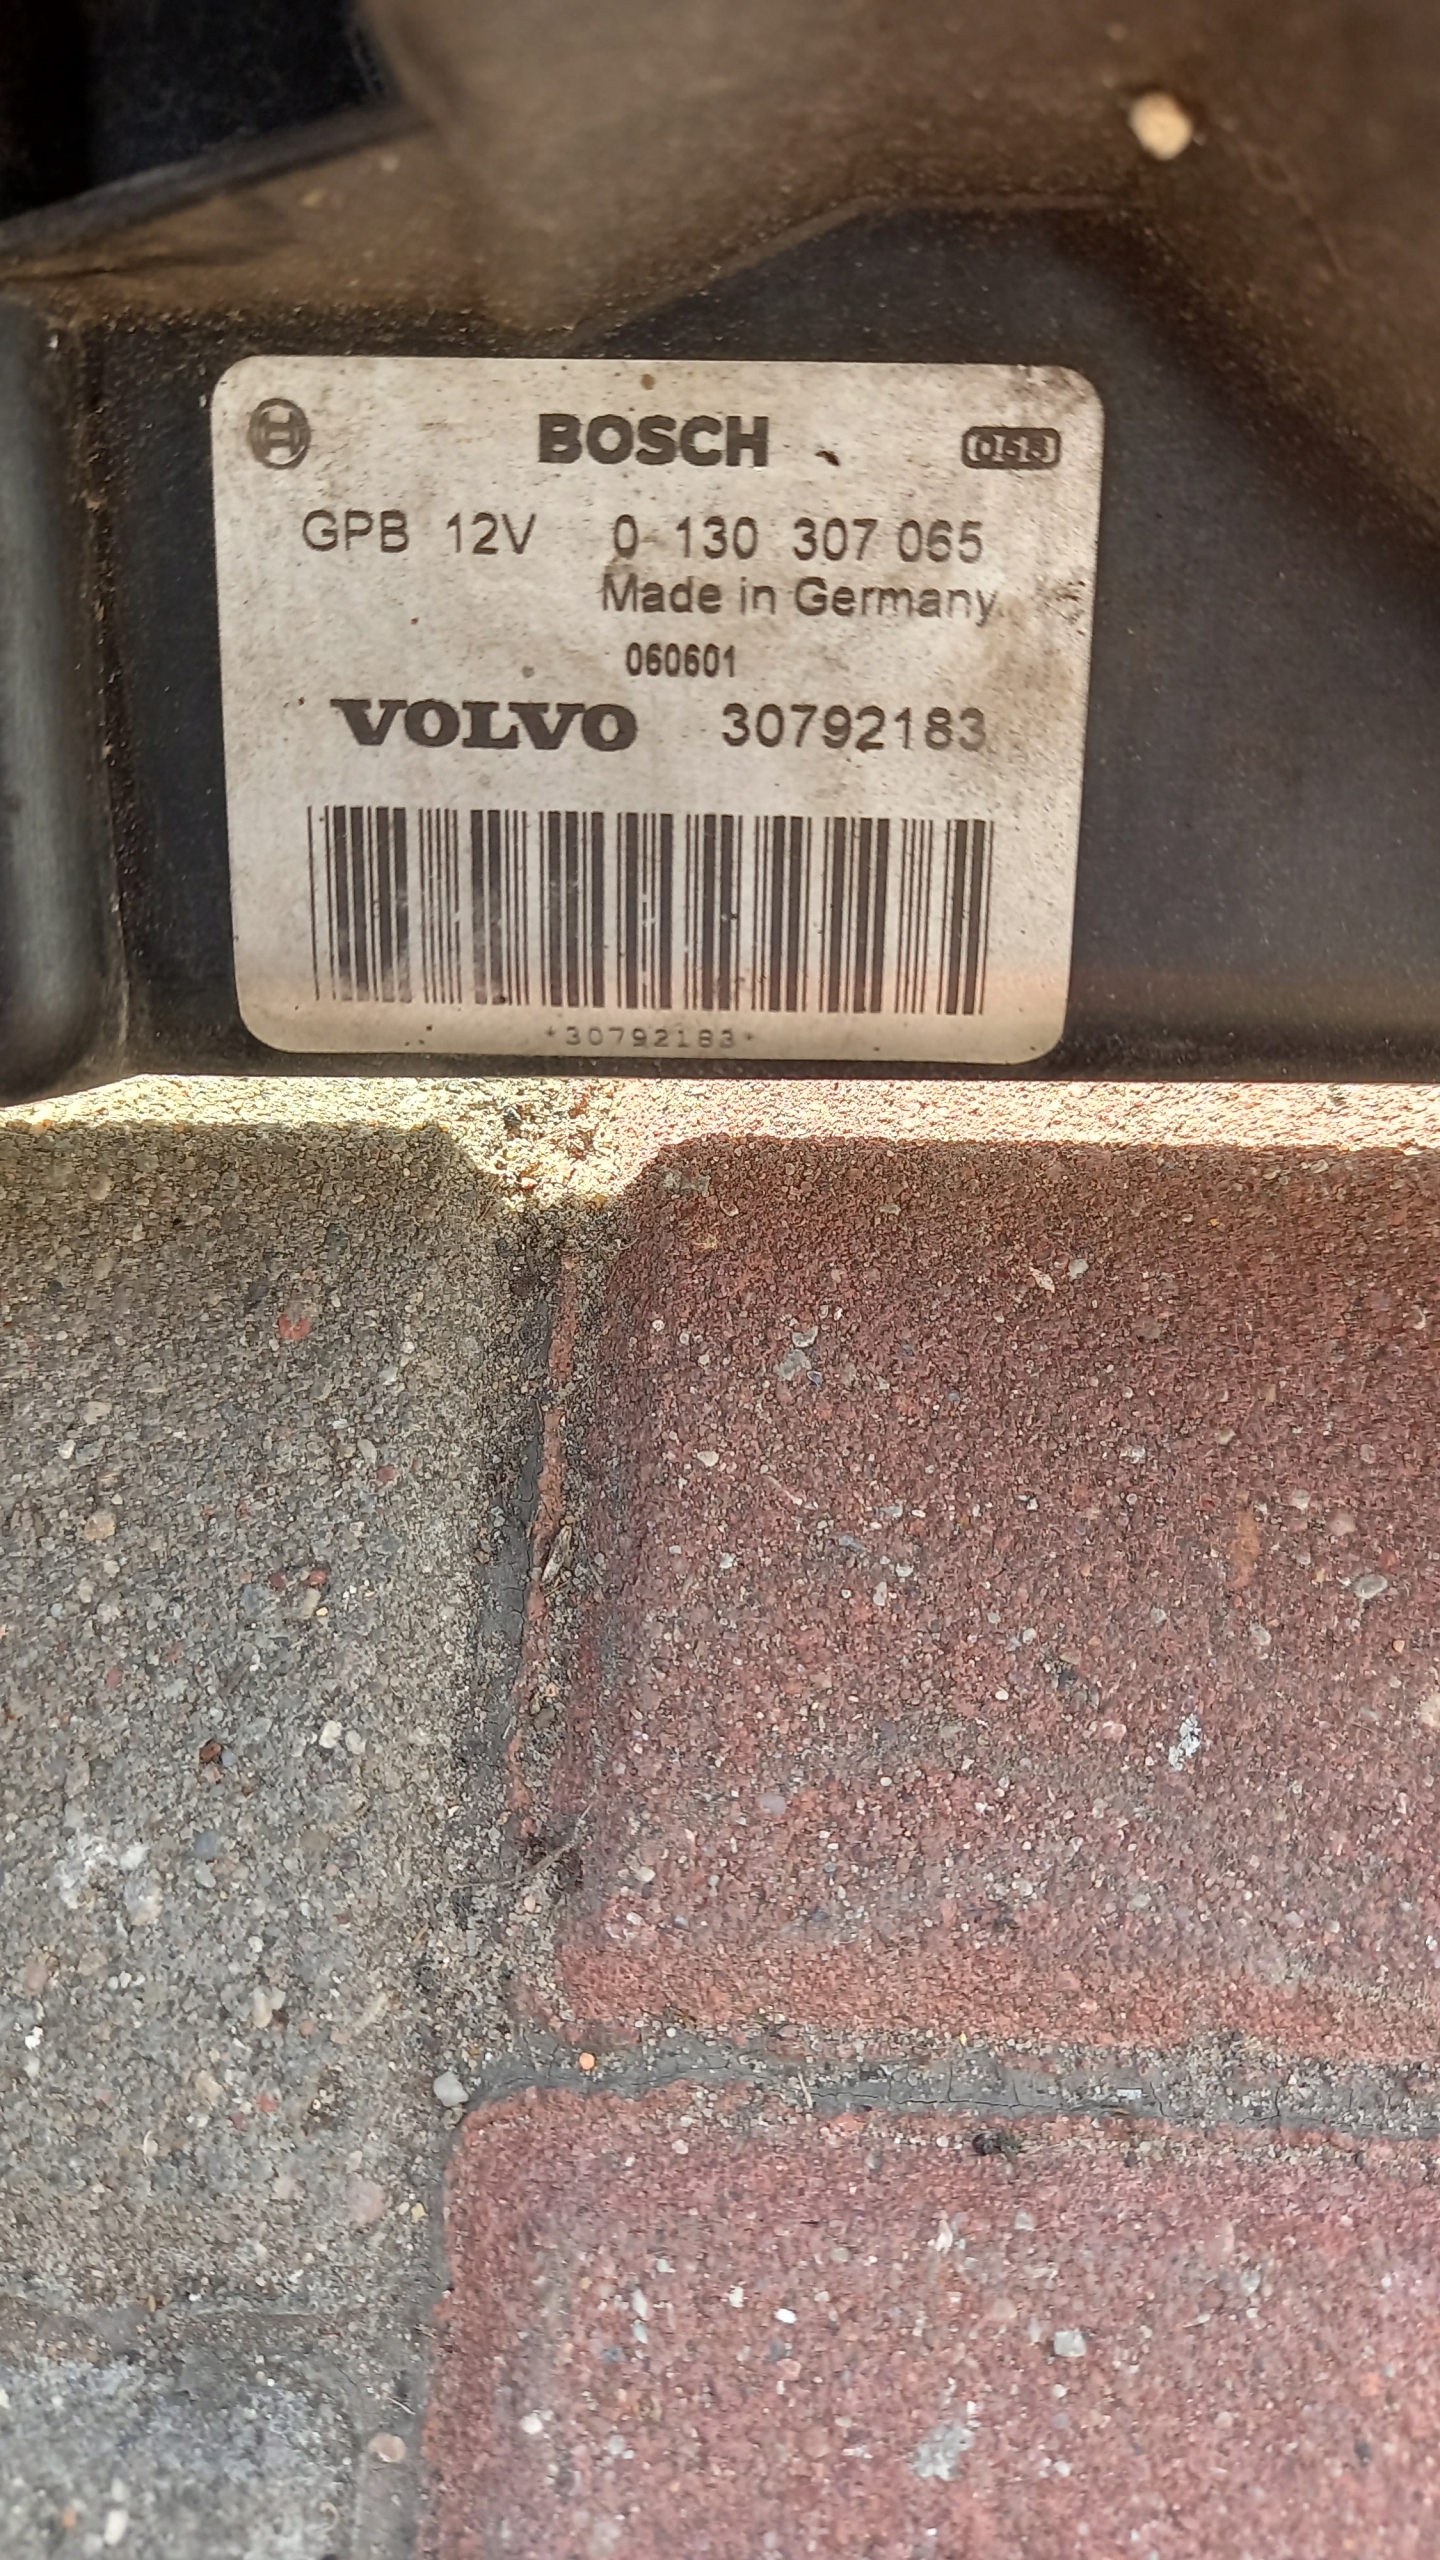 BOSCH
GPB 12V 0 130 307 065
Made in Germany
060601
VOLVO 30792183
*30792183*